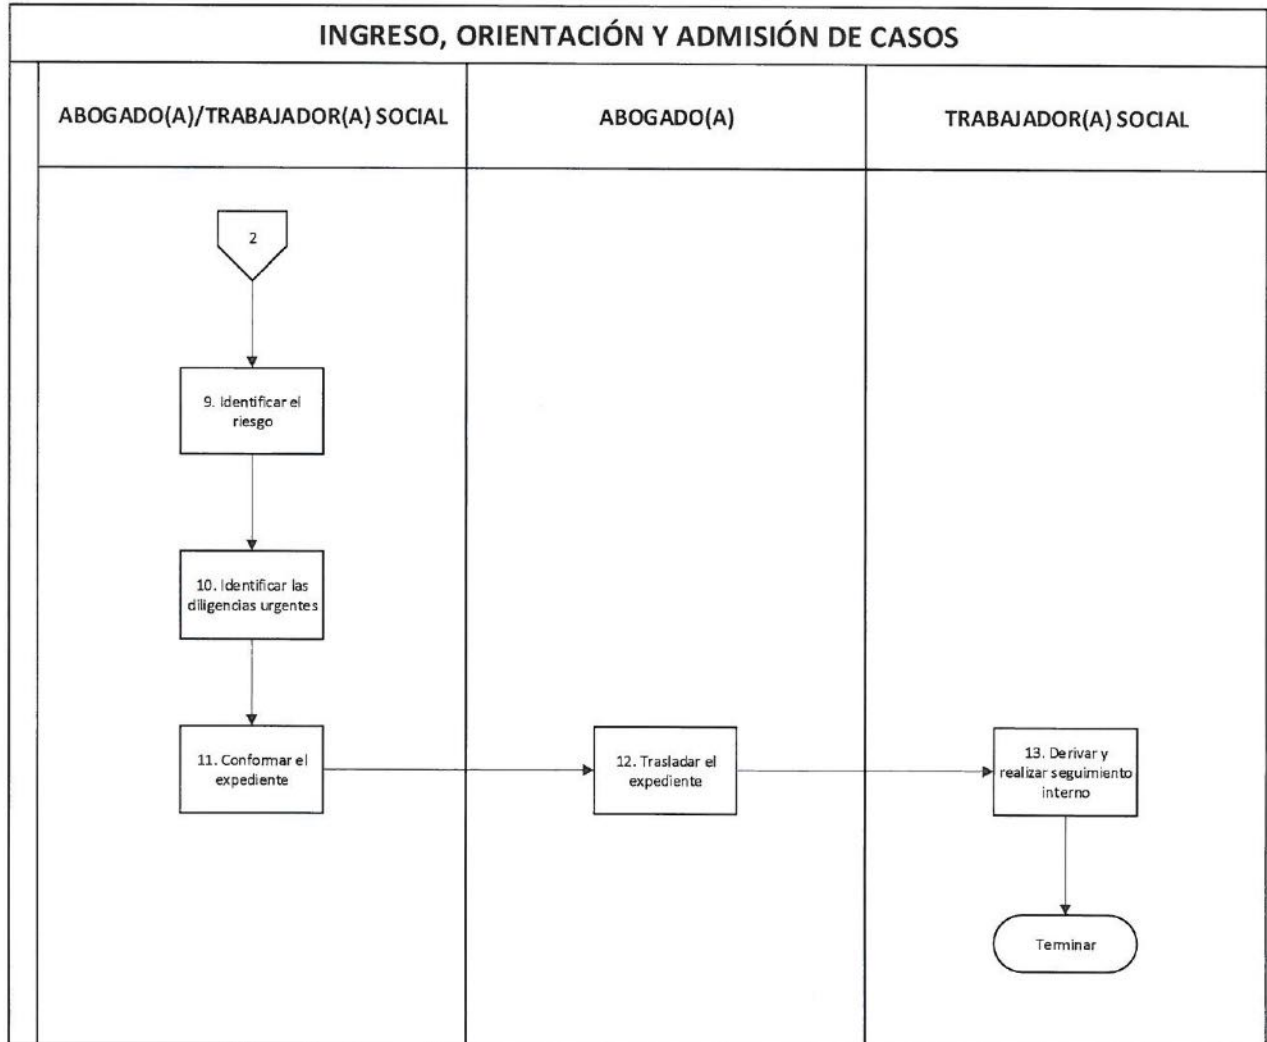 INGRESO, ORIENTACIÓN Y ADMISIÓN DE CASOS
ABOGADO(A)/TRABAJADOR(A) SOCIAL
ABOGADO(A)
TRABAJADOR(A) SOCIAL
2
9. Identificar el
riesgo
10. Identificar las
diligencias urgentes
11. Conformar el
expediente
12. Trasladar el
expediente
13. Derivar y
realizar seguimiento
interno
Terminar